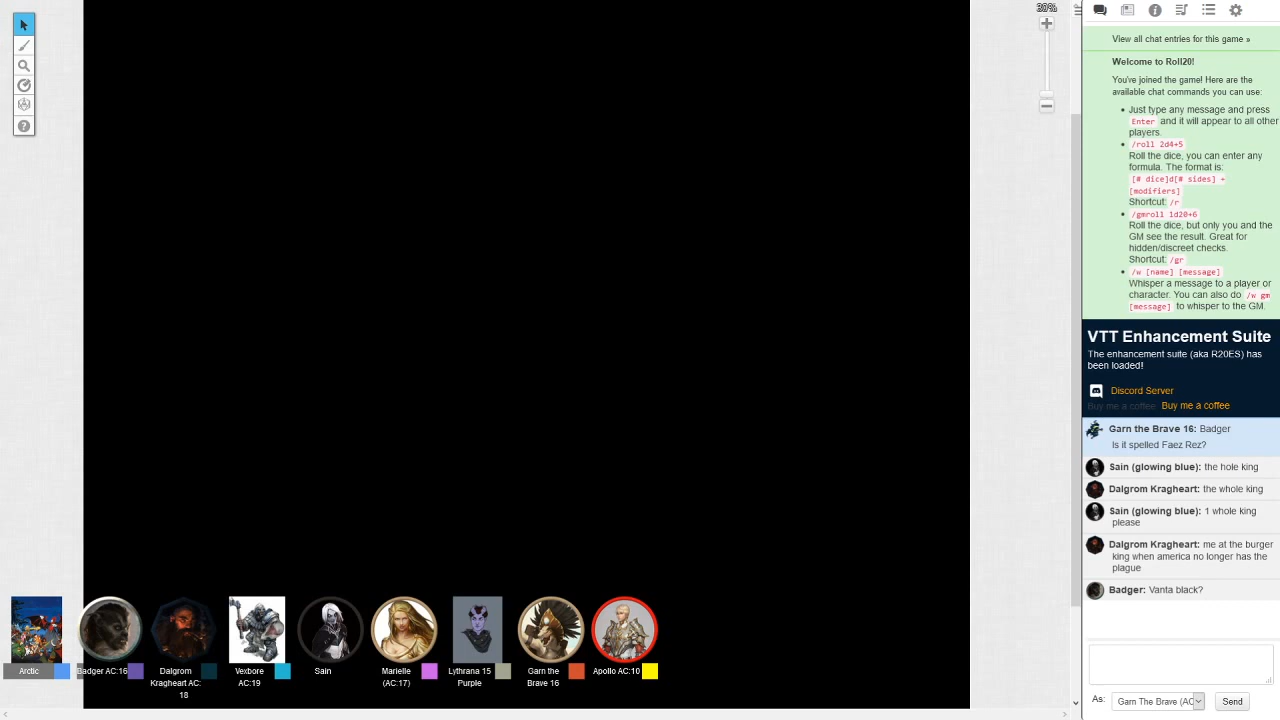 39%
View all chat entries for this game »
Welcome to Roll20!
You've joined the game! Here are the
available chat commands you can use:
Just type any message and press
Enter and it will appear to all other
players.
/roll 2d4+5
Roll the dice, you can enter any
formula. The format is:
[# dice]d[# sides] +
[modifiers]
Shortcut: /r
/gmroll 1d20+6
Roll the dice, but only you and the
GM see the result. Great for
hidden/discreet checks.
Shortcut: /gr
/w [name] [message]
Whisper a message to a player or
character. You can also do /w gm
[message] to whisper to the GM.
VTT Enhancement Suite
The enhancement suite (aka R20ES) has
been loaded!
Discord Server
Buy me a coffee Buy me a coffee
Garn the Brave 16: Badger
Is it spelled Faez Rez?
Sain (glowing blue): the hole king
Dalgrom Kragheart: the whole king
Sain (glowing blue): 1 whole king
please
Dalgrom Kragheart: me at the burger
king when america no longer has the
plague
Badger: Vanta black?
Arctic
Badger AC:16
Dalgrom
Kragheart AC:
18
Vexbore
AC:19
Sain
Marielle
(AC:17)
Lythrana 15
Purple
Garn the
Brave 16
Apollo AC:10
As: Garn The Brave (AC Send